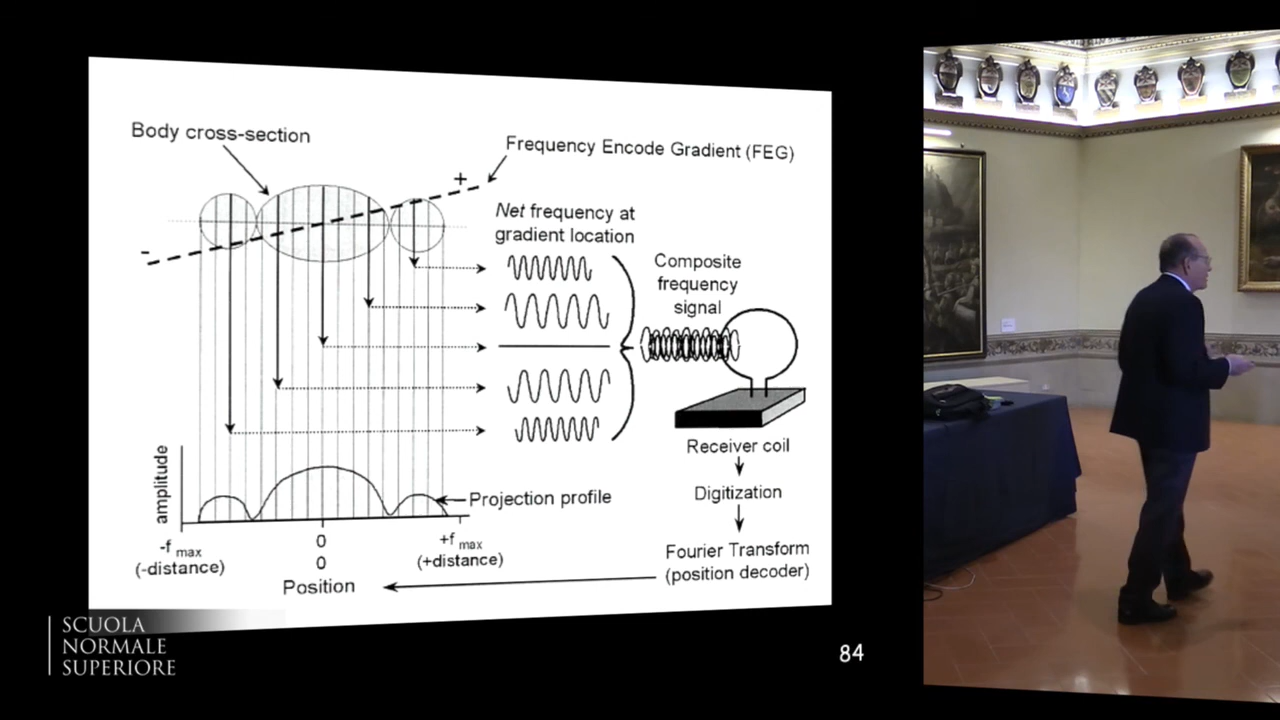 Body cross-section
Frequency Encode Gradient (FEG)
+
-
Net frequency at
gradient location
Composite
frequency
signal
Receiver coil
Digitization
Fourier Transform
(position decoder)
Projection profile
amplitude
-f max
(-distance)
0
0
Position
+f max
(+distance)
SCUOLA
NORMALE
SUPERIORE
84